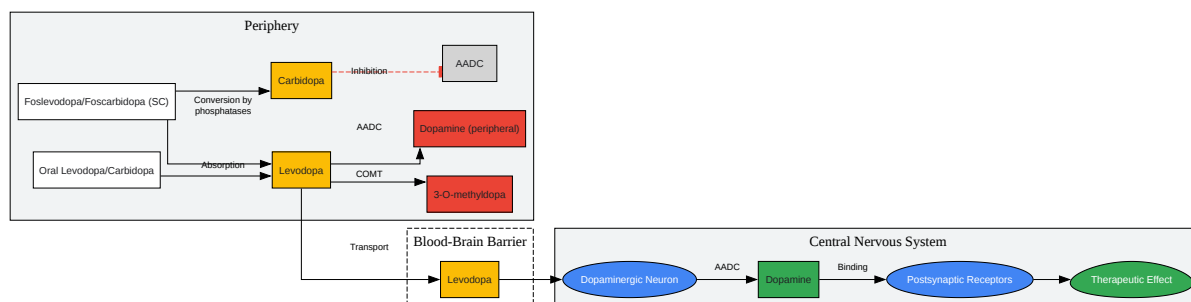 Periphery
AADC
Inhibition
Carbidopa
Foslevodopa/Foscarbidopa (SC)
Conversion by
phosphatases
AADC
Dopamine (peripheral)
Oral Levodopa/Carbidopa
Absorption
Levodopa
COMT
3-O-methyldopa
Transport
Blood-Brain Barrier
Levodopa
Central Nervous System
Dopaminergic Neuron
AADC
Dopamine
Binding
Postsynaptic Receptors
Therapeutic Effect